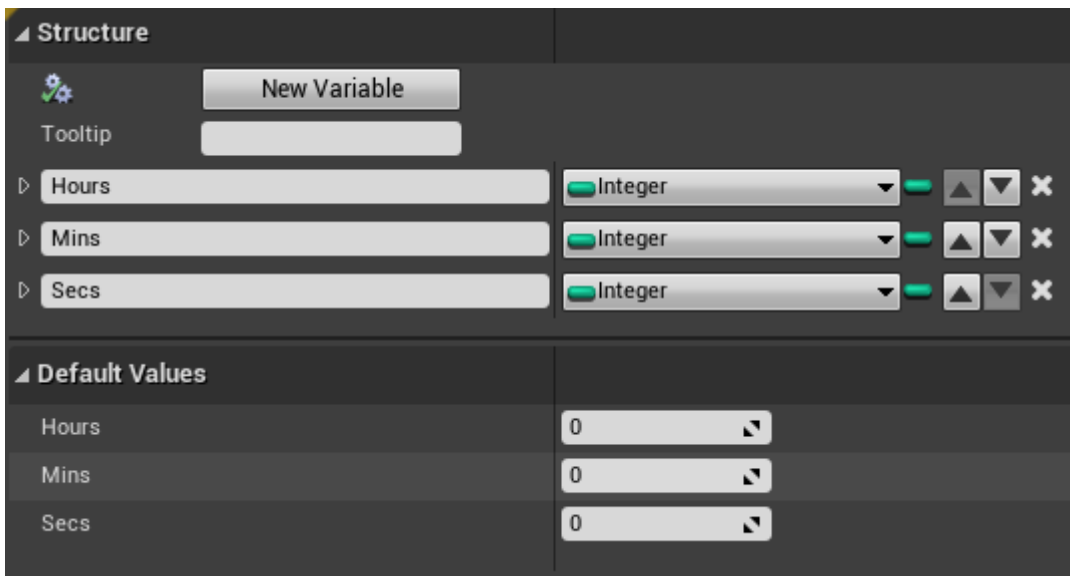 Structure
New Variable
Tooltip
Hours Integer
Mins Integer
Secs Integer
Default Values
Hours 0
Mins 0
Secs 0